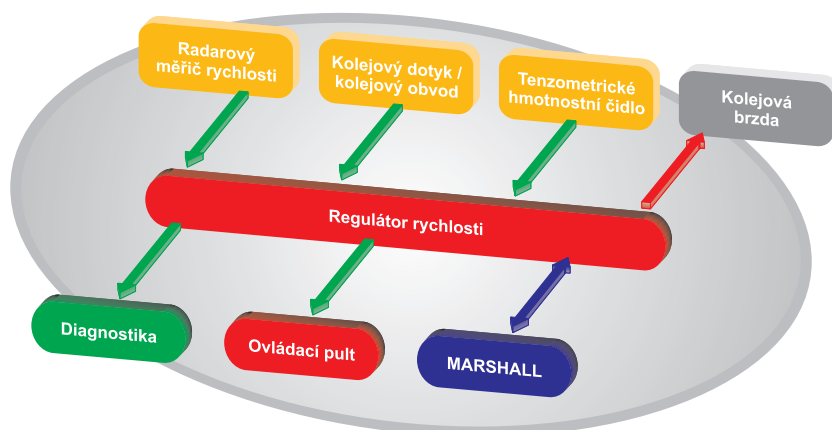 Radarový
měřič rychlosti
Kolejový dotyk /
kolejový obvod
Tenzometrické
hmotnostní čidlo
Kolejová
brzda
Regulátor rychlosti
Diagnostika
Ovládací pult
MARSHALL